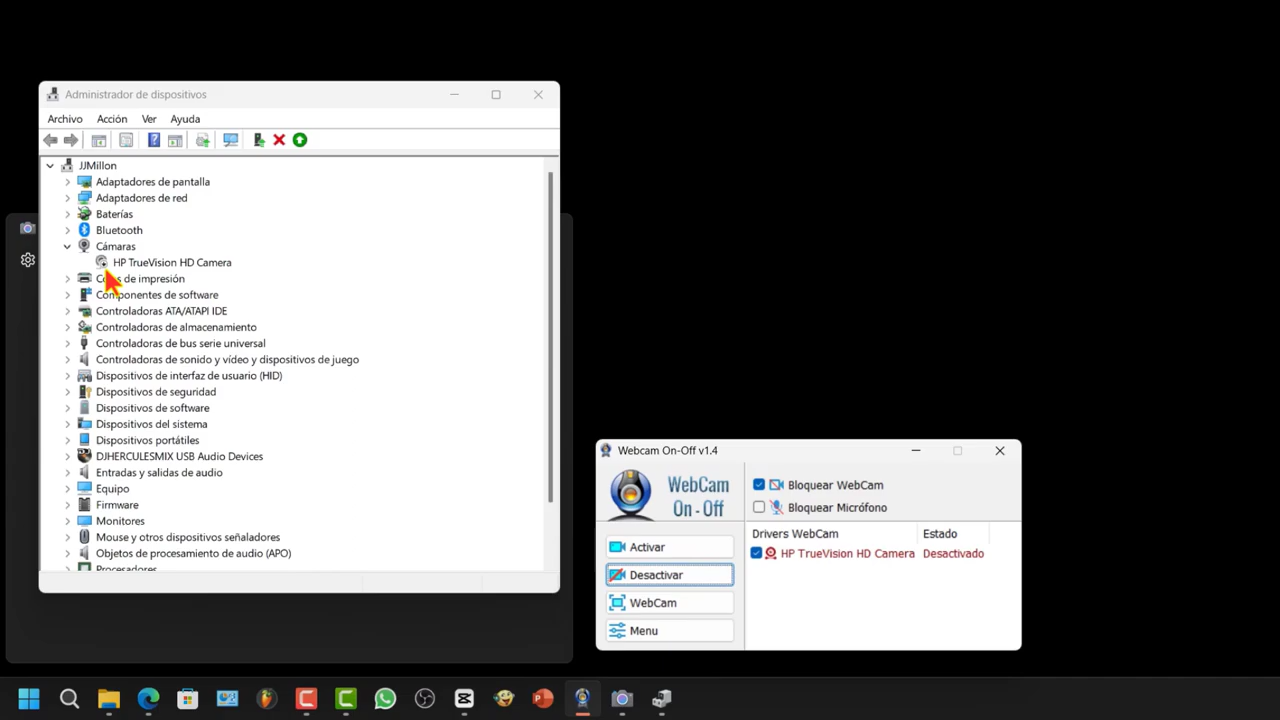 Administrador de dispositivos
Archivo Acción Ver Ayuda
JJMillon
Adaptadores de pantalla
Adaptadores de red
Baterías
Bluetooth
Cámaras
HP TrueVision HD Camera
de impresión
Componentes de software
Controladoras ATA/ATAPI IDE
Controladoras de almacenamiento
Controladoras de bus serie universal
Controladoras de sonido y vídeo y dispositivos de juego
Dispositivos de interfaz de usuario (HID)
Dispositivos de seguridad
Dispositivos de software
Dispositivos del sistema
Dispositivos portátiles
DJHERCULESMIX USB Audio Devices
Entradas y salidas de audio
Equipo
Firmware
Monitores
Mouse y otros dispositivos señaladores
Objetos de procesamiento de audio (APO)
Procesadores
Webcam On-Off v1.4
WebCam
On - Off
Activar
Desactivar
WebCam
Menu
Bloquear WebCam
Bloquear Micrófono
Drivers WebCam Estado
HP TrueVision HD Camera Desactivado